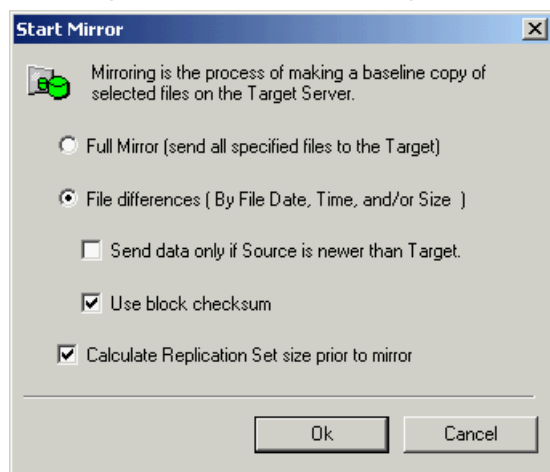 Start Mirror
Mirroring is the process of making a baseline copy of
selected files on the Target Server.
Full Mirror (send all specified files to the Target)
File differences ( By File Date, Time, and/or Size )
Send data only if Source is newer than Target.
Use block checksum
Calculate Replication Set size prior to mirror
Ok
Cancel